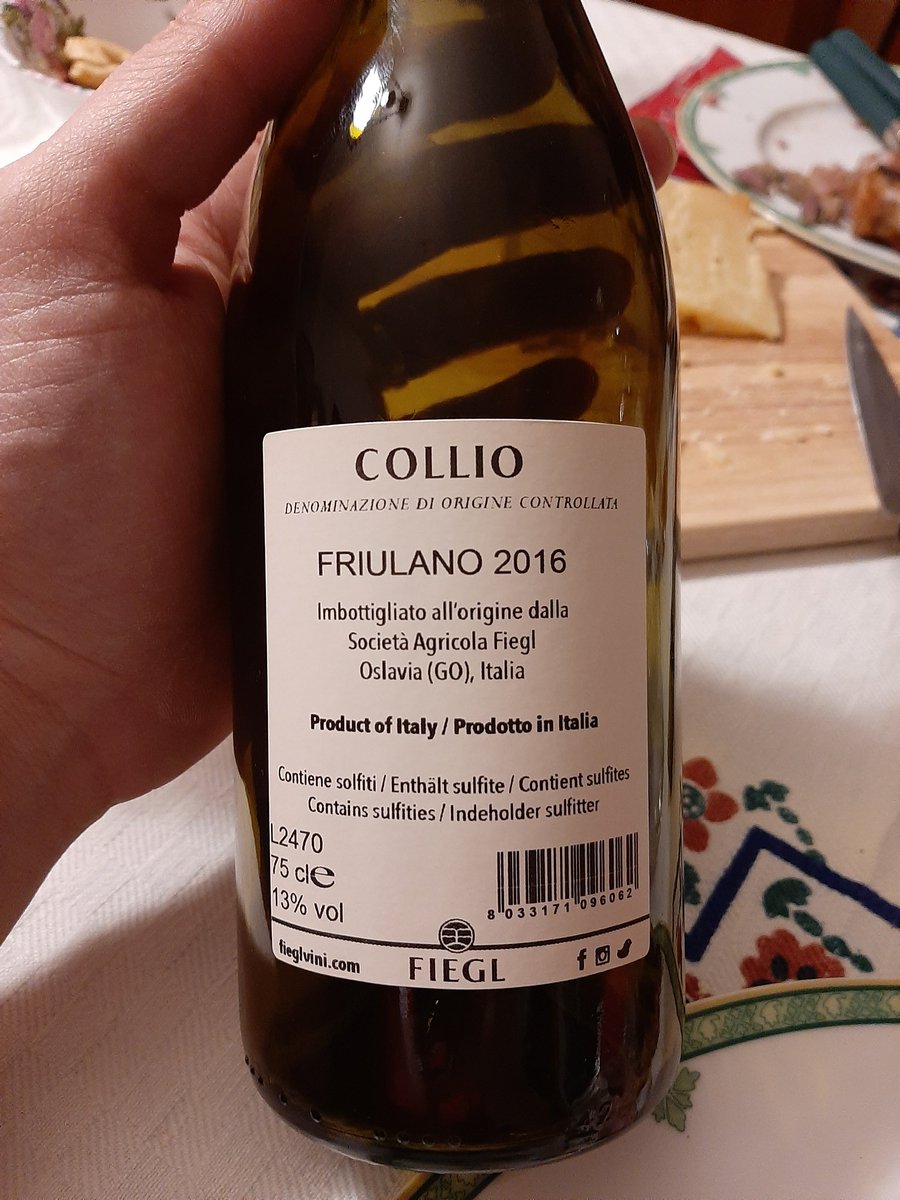 COLLIO
DENOMINAZIONE DI ORIGINE CONTROLLATA
FRIULANO 2016
Imbottigliato all'origine dalla
Società Agricola Fiegl
Oslavia (GO), Italia
Product of Italy / Prodotto in Italia
Contiene solfiti / Enthält sulfite / Contient sulfites
Contains sulfities / Indeholder sulfitter
L2470
75 cl e
13% vol
8 033171 096062
fieglvini.com
FIEGL